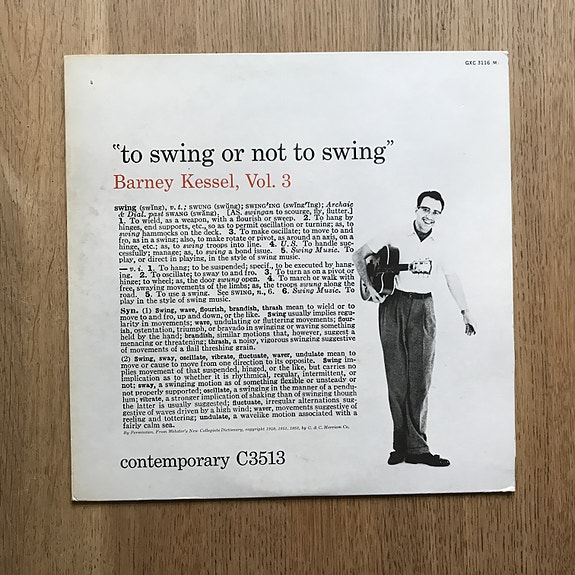 GXC 3116 M
"to swing or not to swing"
Barney Kessel, Vol. 3
swing (swĭng), v. t.; SWUNG (swŭng); SWING'ING (swĭng'ĭng); Archaic
& Dial. past SWANG (swăng). [AS. swingan to scourge, fly, flutter.]
1. To wield, as a weapon, with a flourish or sweep. 2. To hang by
hinges, end supports, etc., so as to permit oscillation or turning; as, to
swing hammocks on the deck. 3. To make oscillate; to move to and
fro, as in a swing; also, to make rotate or pivot, as around an axis, on a
hinge, etc.; as, to swing troops into line. 4. U. S. To handle suc-
cessfully; manage; as, to swing a bond issue. 5. Swing Music. To
play, or direct in playing, in the style of swing music.
— v. i. 1. To hang; to be suspended; specif., to be executed by hang-
ing. 2. To oscillate; to sway to and fro. 3. To turn on a pivot or
hinge; to wheel; as, the door swung open. 4. To march or walk with
free, swaying movements of the limbs; as, the troops swung along the
road. 5. To use a swing. See SWING, n., 6. 6. Swing Music. To
play in the style of swing music.
Syn. (1) Swing, wave, flourish, brandish, thrash mean to wield or to
move to and fro, up and down, or the like. Swing usually implies regu-
larity in movements; wave, undulating or fluttering movements; flour-
ish, ostentation, triumph, or bravado in swinging or waving something
held by the hand; brandish, similar motions that, however, suggest a
menacing or threatening; thrash, a noisy, vigorous swinging suggestive
of movements of a flail threshing grain.
(2) Swing, sway, oscillate, vibrate, fluctuate, waver, undulate mean to
move or cause to move from one direction to its opposite. Swing im-
plies movement of that suspended, hinged, or the like, but carries no
implication as to whether it is rhythmical, regular, intermittent, or
not; sway, a swinging motion as of something flexible or unsteady or
not properly supported; oscillate, a swinging in the manner of a pendu-
lum; vibrate, a stronger implication of shaking than of swinging though
the latter is usually suggested; fluctuate, irregular alternations sug-
gestive of waves driven by a high wind; waver, movements suggestive of
reeling and tottering; undulate, a wavelike motion associated with a
fairly calm sea.
By Permission. From Webster's New Collegiate Dictionary, copyright 1949, 1951, 1953, by G. & C. Merriam Co.
contemporary C3513